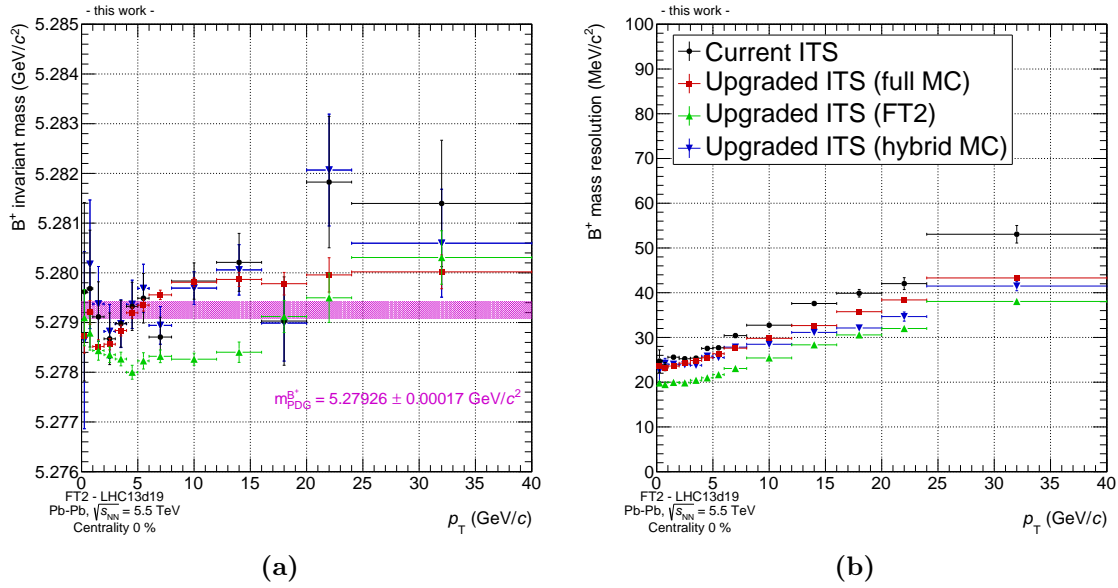 - this work -
B⁺ invariant mass (GeV/c²)
5.285
5.284
5.283
5.282
5.281
5.280
5.279
5.278
5.277
5.276
m^{B⁺}_{PDG} = 5.27926 ± 0.00017 GeV/c²
0 5 10 15 20 25 30 35 40
p_T (GeV/c)
FT2 - LHC13d19
Pb-Pb, √s_NN = 5.5 TeV
Centrality 0 %
(a)
- this work -
B⁺ mass resolution (MeV/c²)
100
90
80
70
60
50
40
30
20
10
0
Current ITS
Upgraded ITS (full MC)
Upgraded ITS (FT2)
Upgraded ITS (hybrid MC)
0 5 10 15 20 25 30 35 40
p_T (GeV/c)
FT2 - LHC13d19
Pb-Pb, √s_NN = 5.5 TeV
Centrality 0 %
(b)